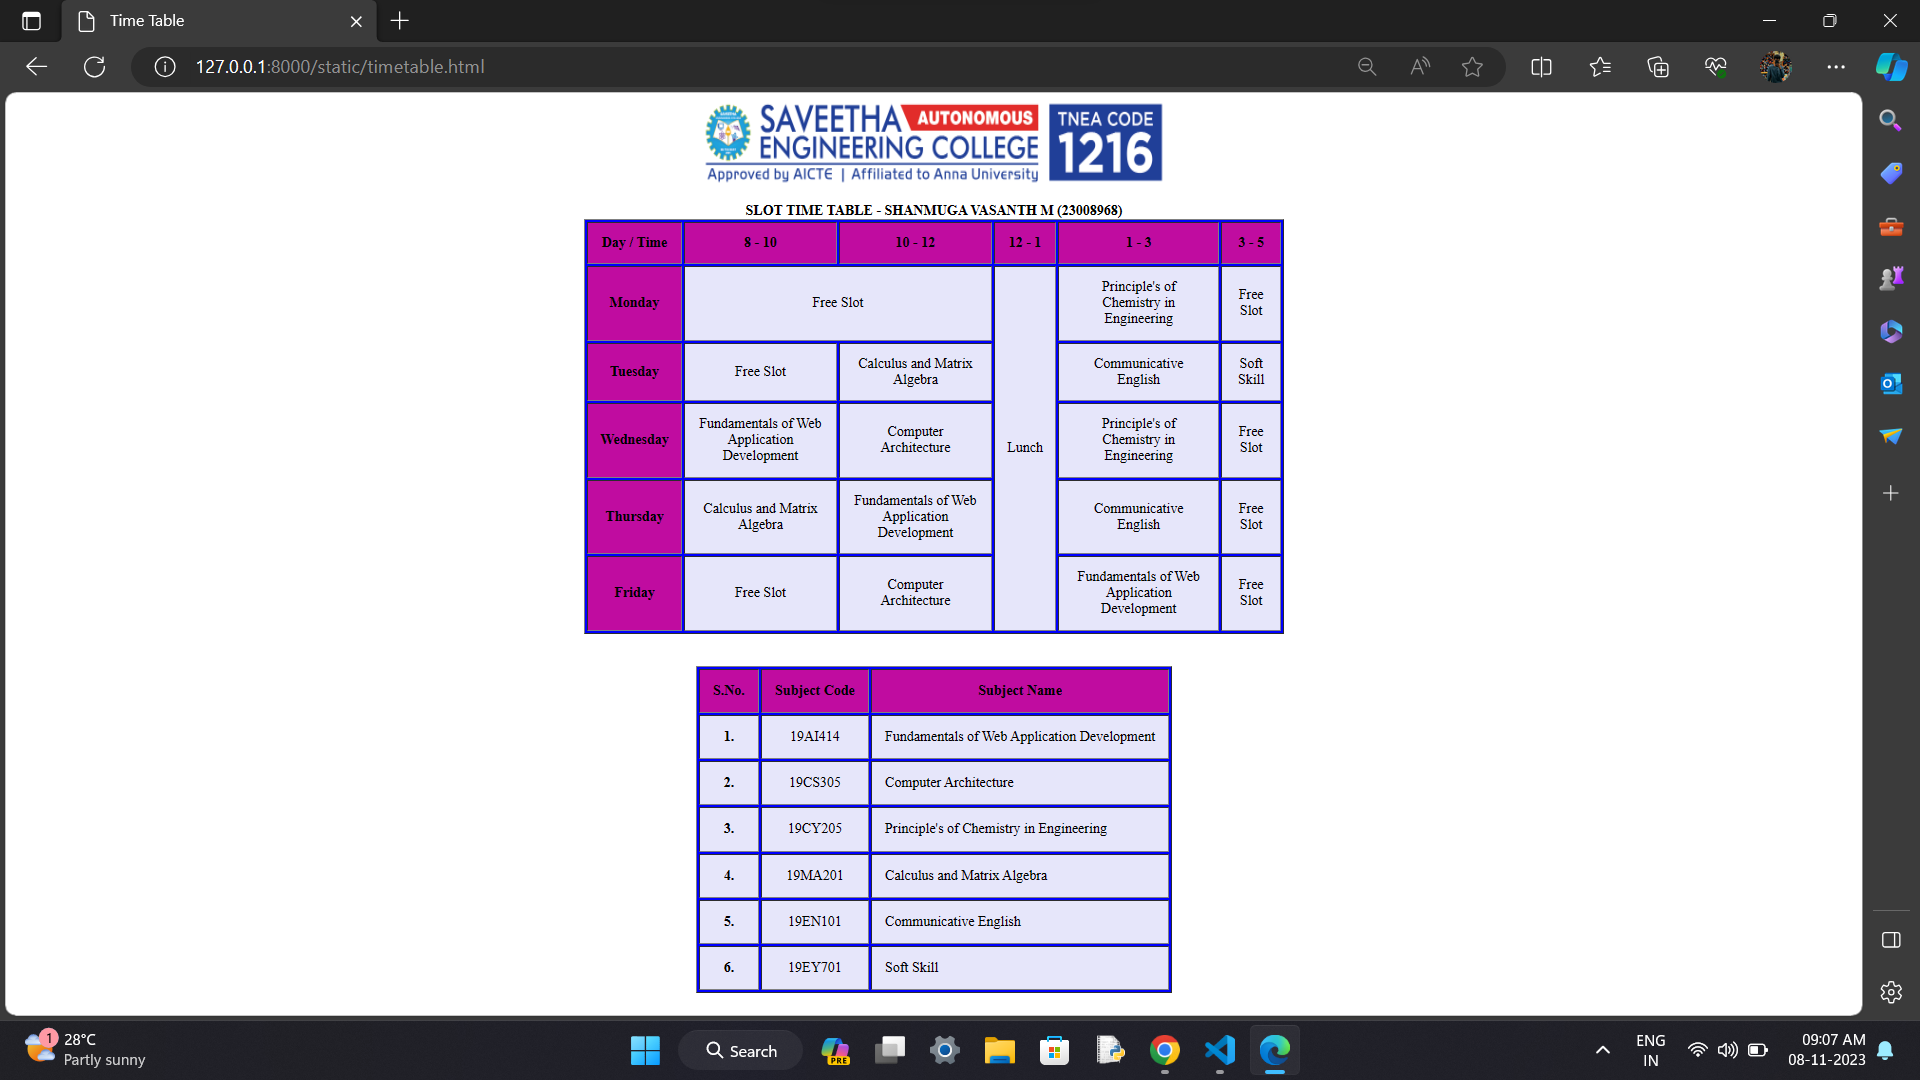 Time Table
127.0.0.1:8000/static/timetable.html
SAVEETHA AUTONOMOUS
ENGINEERING COLLEGE
Approved by AICTE | Affiliated to Anna University
TNEA CODE
1216
SLOT TIME TABLE - SHANMUGA VASANTH M (23008968)
Day / Time 8 - 10 10 - 12 12 - 1 1 - 3 3 - 5
Monday Free Slot Principle's of Chemistry in Engineering Free Slot
Tuesday Free Slot Calculus and Matrix Algebra Communicative English Soft Skill
Wednesday Fundamentals of Web Application Development Computer Architecture Lunch Principle's of Chemistry in Engineering Free Slot
Thursday Calculus and Matrix Algebra Fundamentals of Web Application Development Communicative English Free Slot
Friday Free Slot Computer Architecture Fundamentals of Web Application Development Free Slot
S.No. Subject Code Subject Name
1. 19AI414 Fundamentals of Web Application Development
2. 19CS305 Computer Architecture
3. 19CY205 Principle's of Chemistry in Engineering
4. 19MA201 Calculus and Matrix Algebra
5. 19EN101 Communicative English
6. 19EY701 Soft Skill
1
28°C
Partly sunny
Search
PRE
ENG
IN
09:07 AM
08-11-2023